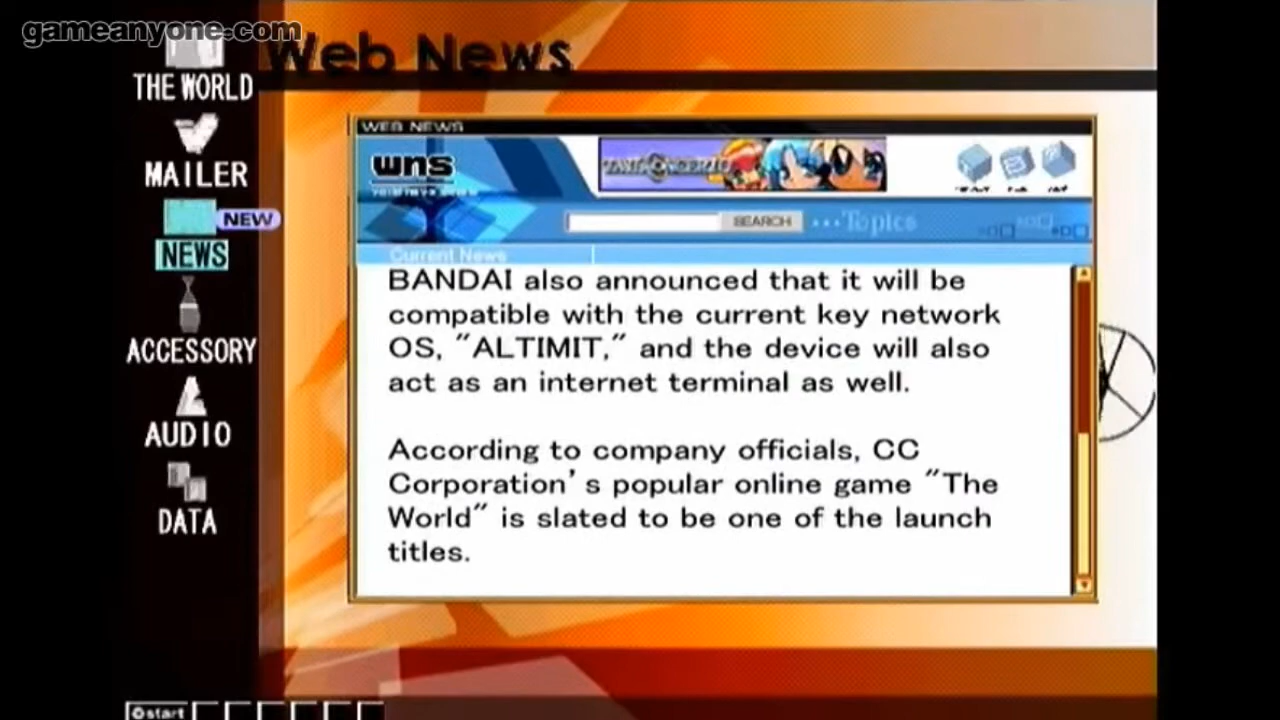 gameanyone.com
Web News
THE WORLD
MAILER
NEW
NEWS
ACCESSORY
AUDIO
DATA
WEB NEWS
wns
SEARCH
...Topics
Current News
BANDAI also announced that it will be
compatible with the current key network
OS, "ALTIMIT," and the device will also
act as an internet terminal as well.
According to company officials, CC
Corporation's popular online game "The
World" is slated to be one of the launch
titles.
start